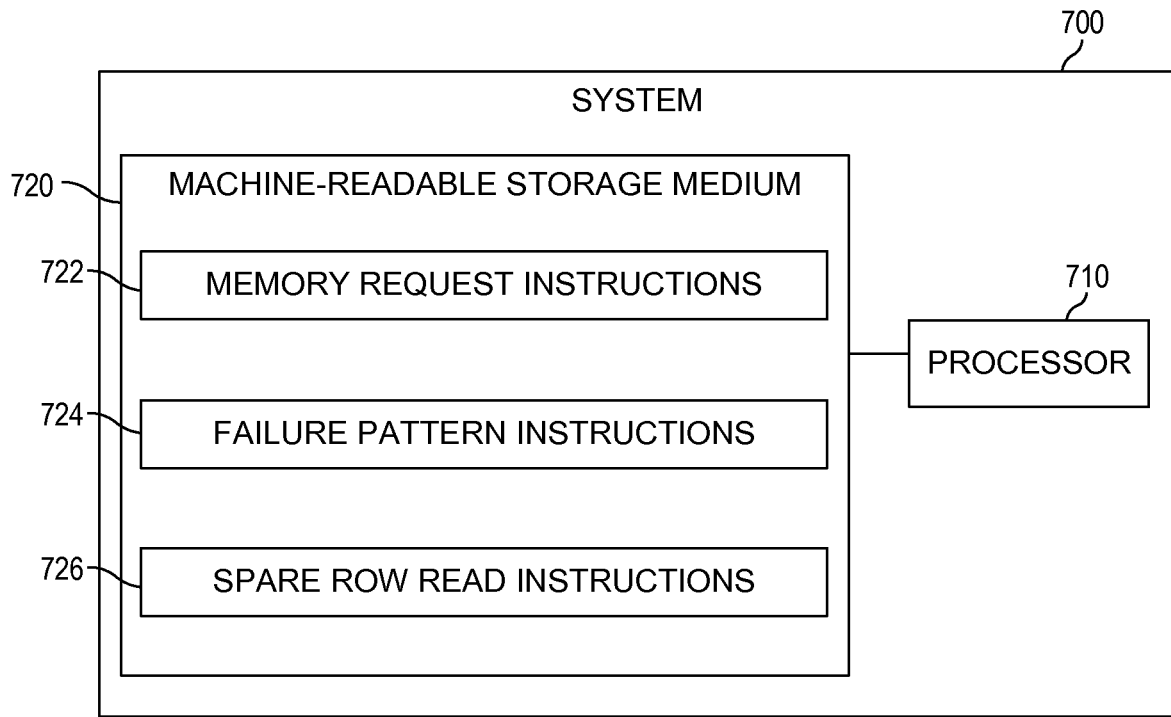 700
SYSTEM
720
MACHINE-READABLE STORAGE MEDIUM
722
MEMORY REQUEST INSTRUCTIONS
710
PROCESSOR
724
FAILURE PATTERN INSTRUCTIONS
726
SPARE ROW READ INSTRUCTIONS